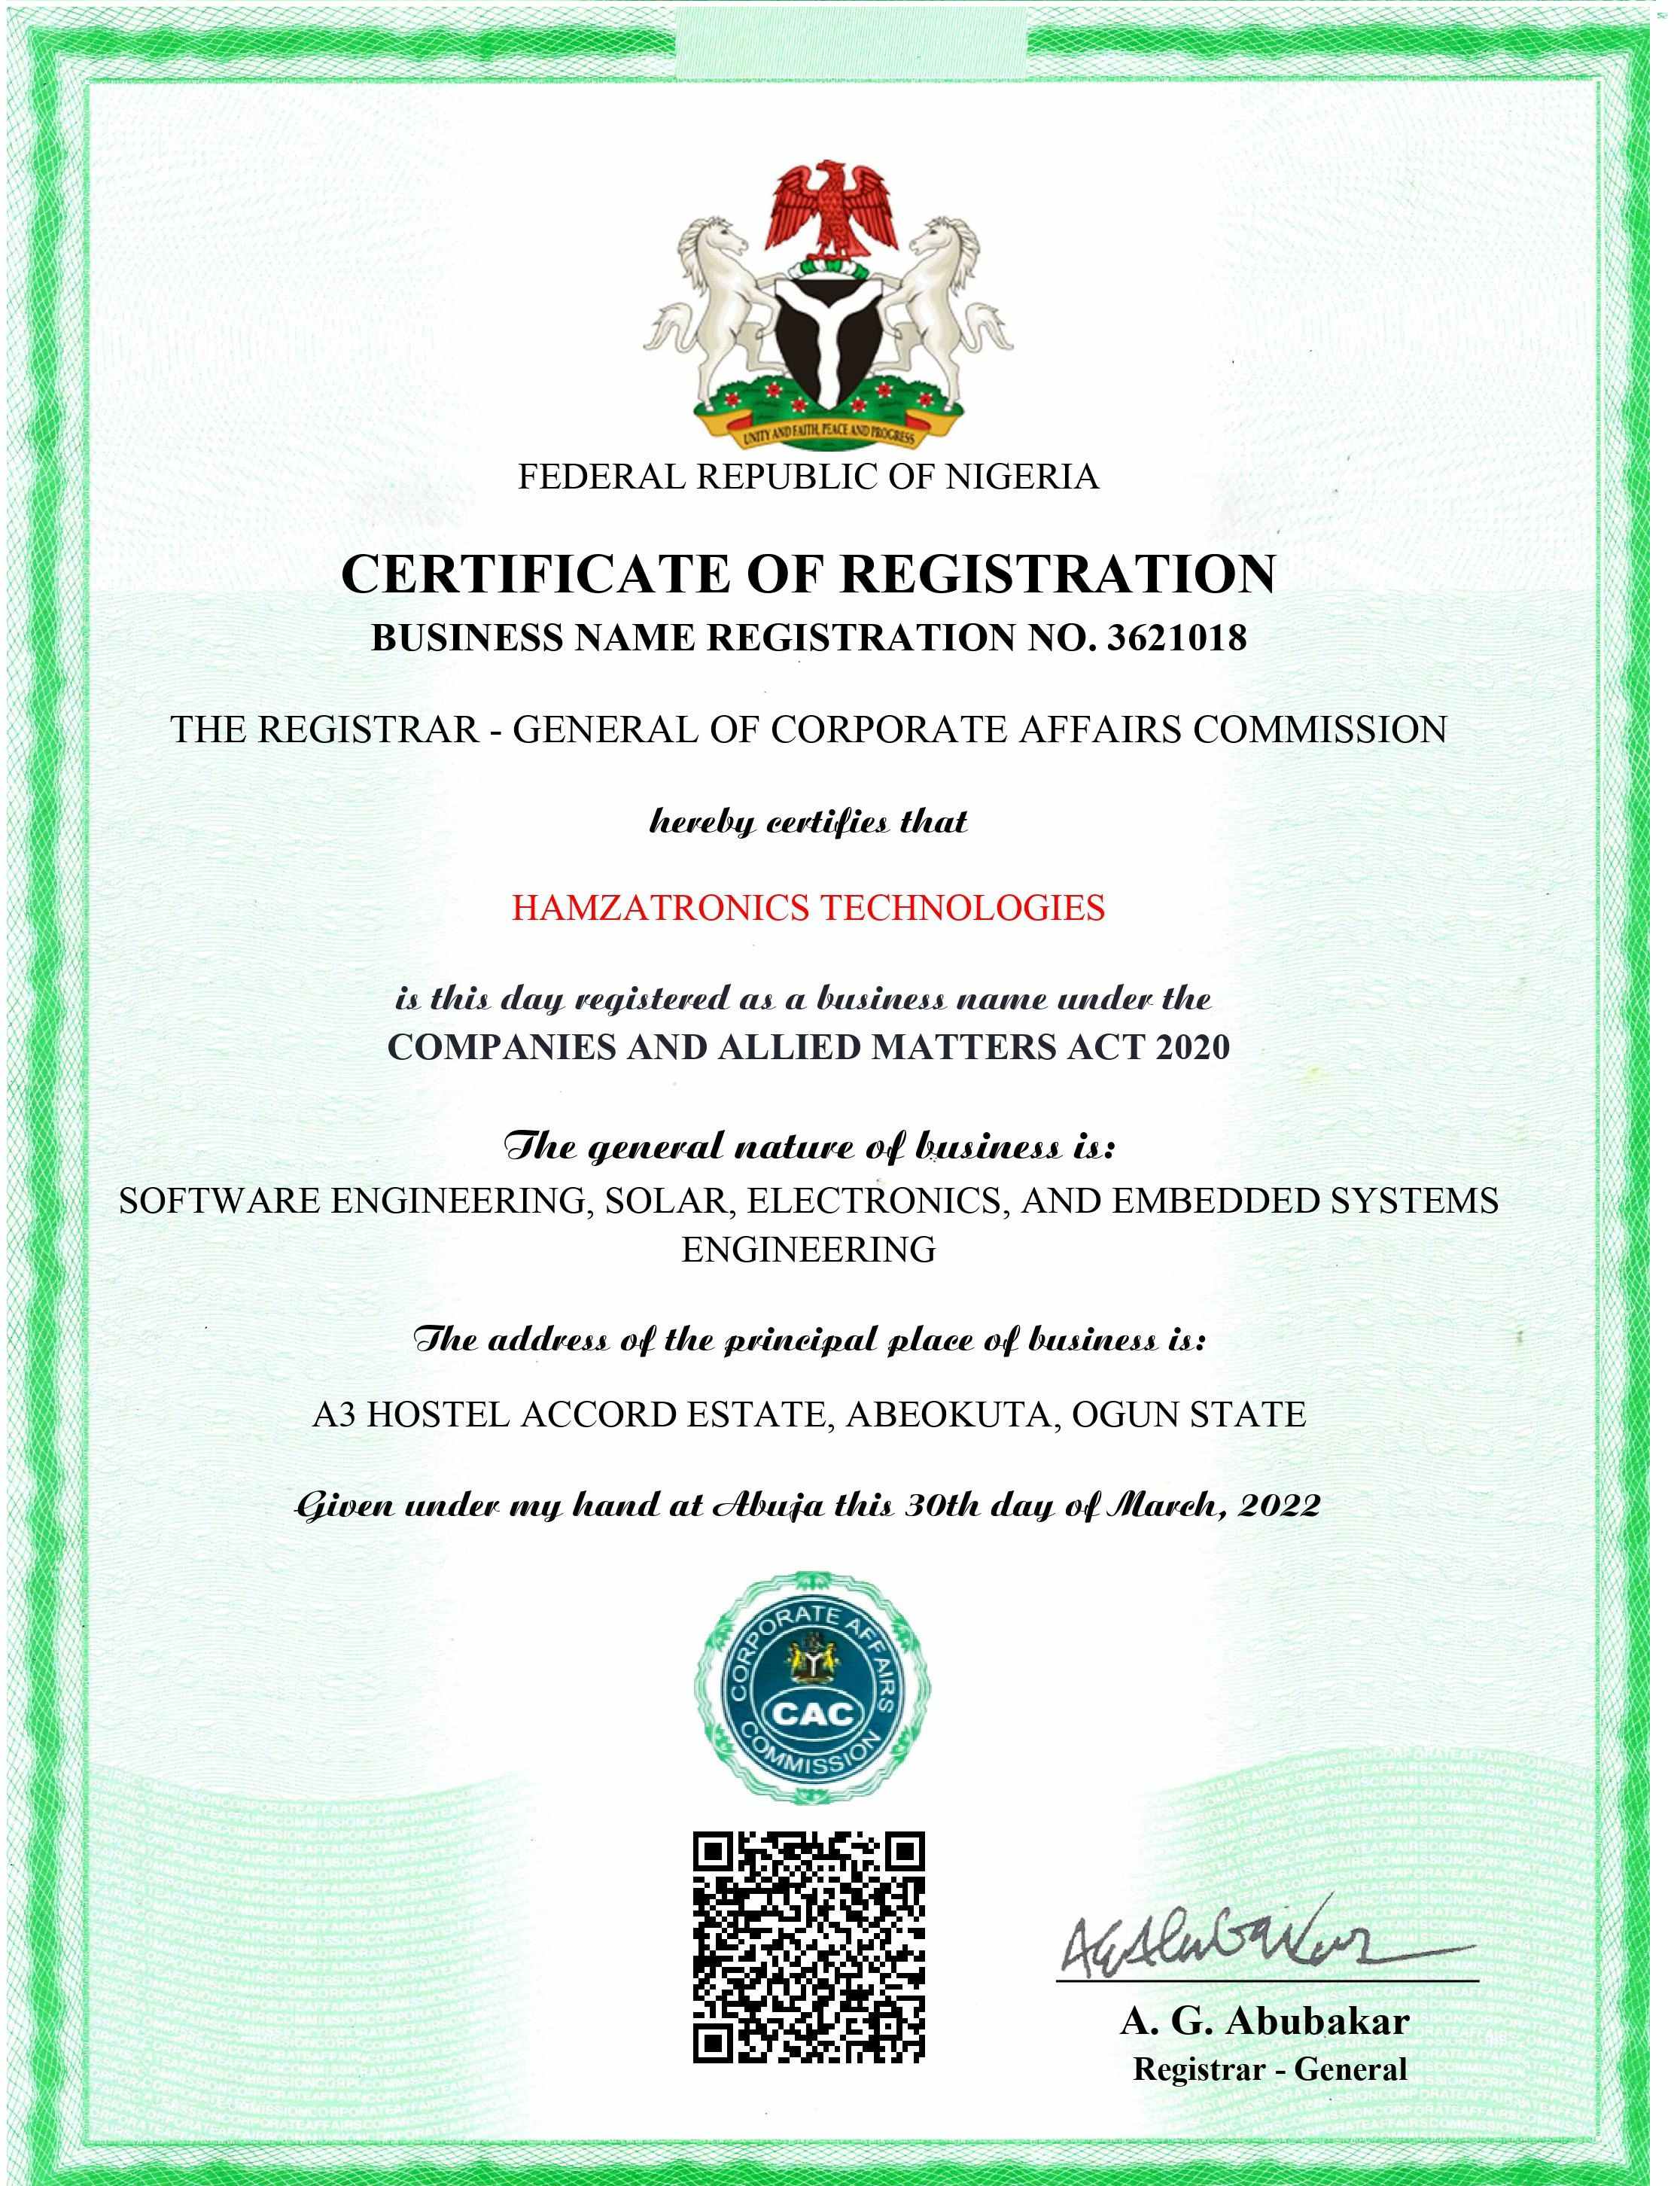 UNITY AND FAITH, PEACE AND PROGRESS
FEDERAL REPUBLIC OF NIGERIA
CERTIFICATE OF REGISTRATION
BUSINESS NAME REGISTRATION NO. 3621018
THE REGISTRAR - GENERAL OF CORPORATE AFFAIRS COMMISSION
hereby certifies that
HAMZATRONICS TECHNOLOGIES
is this day registered as a business name under the
COMPANIES AND ALLIED MATTERS ACT 2020
The general nature of business is:
SOFTWARE ENGINEERING, SOLAR, ELECTRONICS, AND EMBEDDED SYSTEMS
ENGINEERING
The address of the principal place of business is:
A3 HOSTEL ACCORD ESTATE, ABEOKUTA, OGUN STATE
Given under my hand at Abuja this 30th day of March, 2022
CORPORATE AFFAIRS
CAC
COMMISSION
AGAbubakar
A. G. Abubakar
Registrar - General